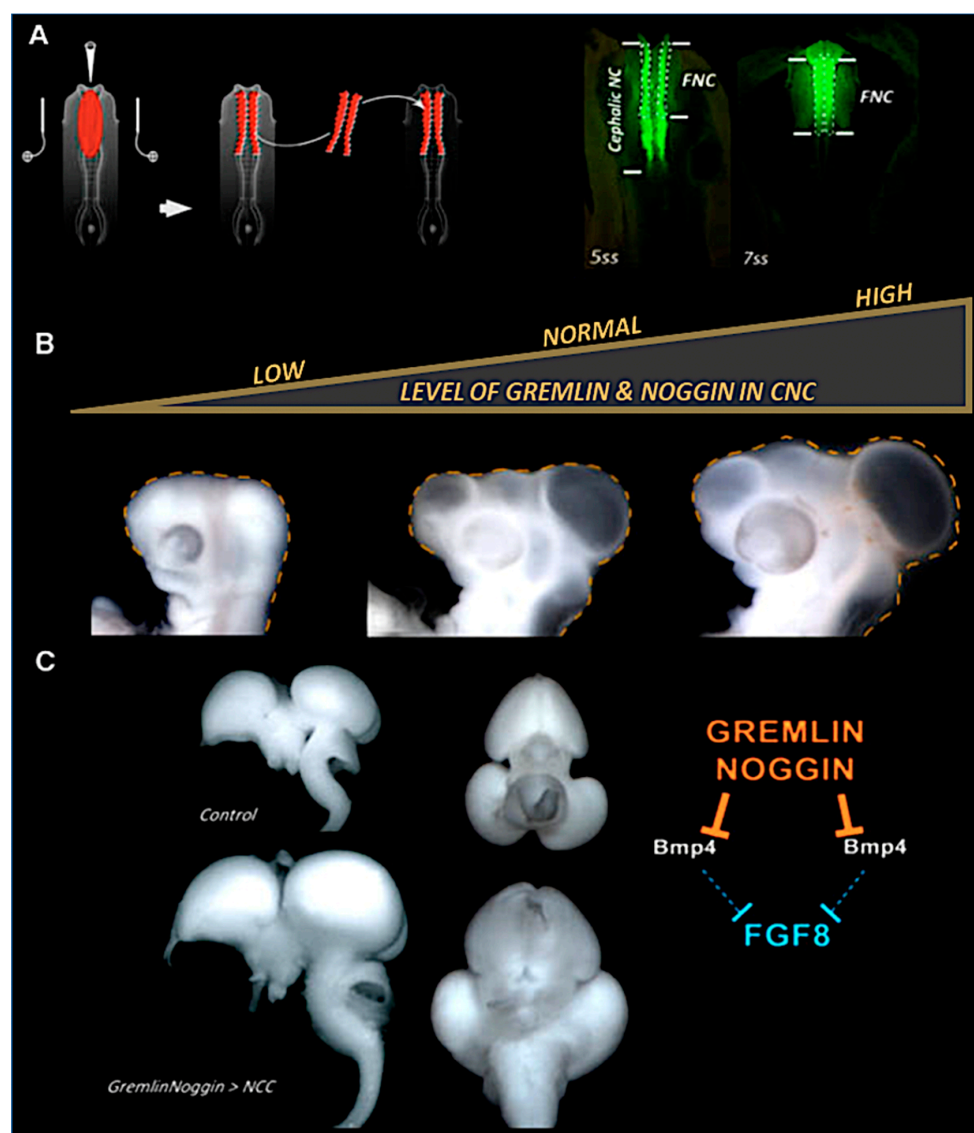 A
Cephalic NC
FNC
FNC
5ss
7ss
B
LOW
NORMAL
HIGH
LEVEL OF GREMLIN & NOGGIN IN CNC
C
Control
GremlinNoggin > NCC
GREMLIN
NOGGIN
Bmp4
Bmp4
FGF8